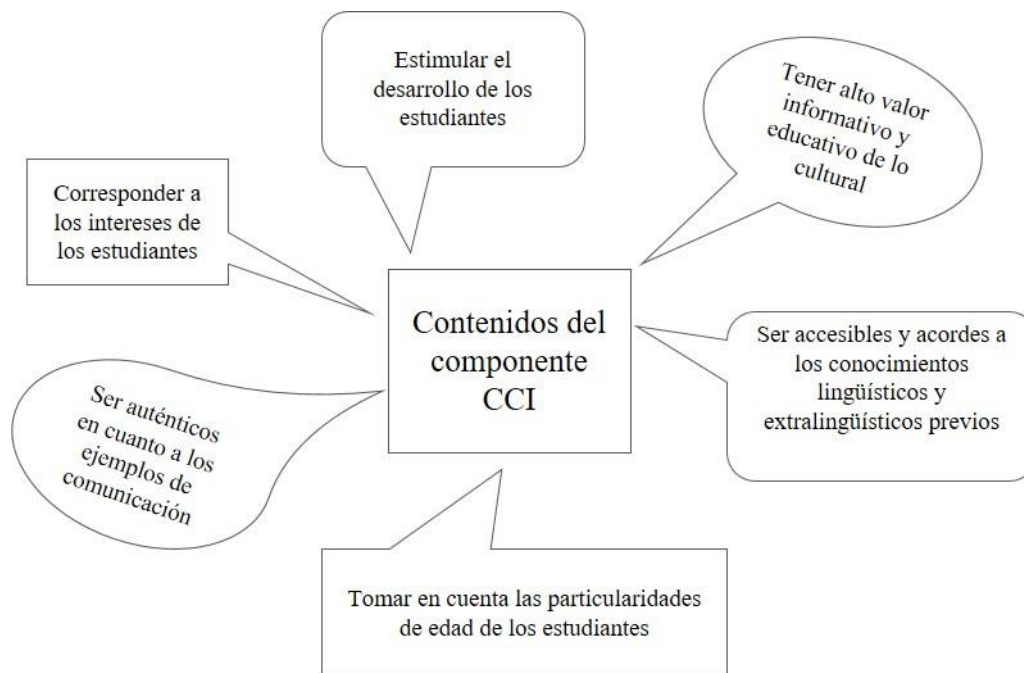 Estimular el
desarrollo de los
estudiantes
Tener alto valor
informativo y
educativo de lo
cultural
Corresponder a
los intereses de
los estudiantes
Contenidos del
componente
CCI
Ser accesibles y acordes a
los conocimientos
lingüísticos y
extralingüísticos previos
Ser auténticos
en cuanto a los
ejemplos de
comunicación
Tomar en cuenta las particularidades
de edad de los estudiantes